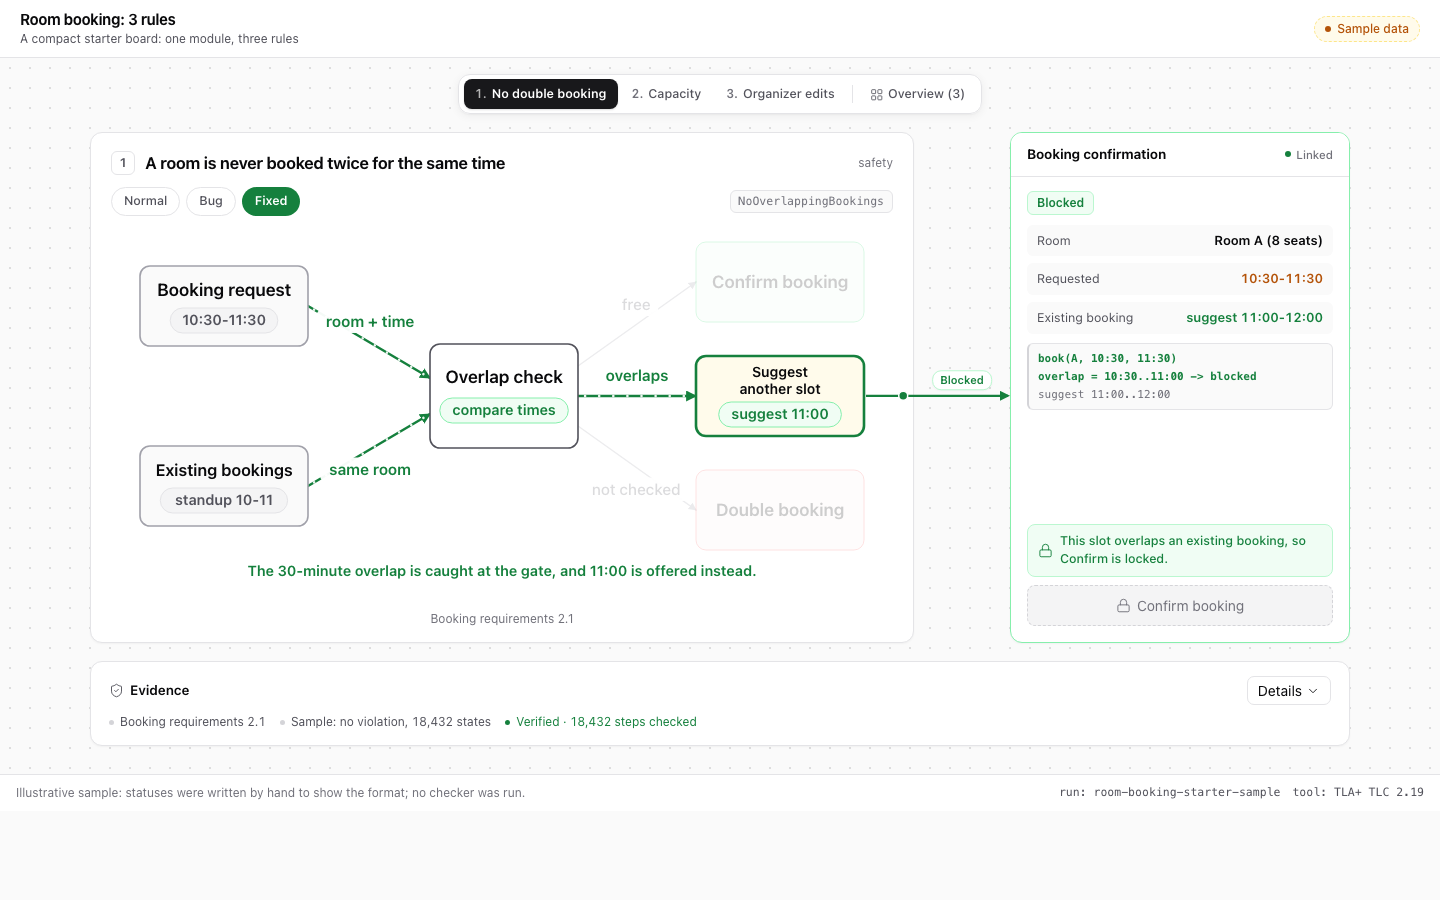 Room booking: 3 rules
A compact starter board: one module, three rules
Sample data
1. No double booking
2. Capacity
3. Organizer edits
Overview (3)
1
A room is never booked twice for the same time
safety
Normal
Bug
Fixed
NoOverlappingBookings
Booking request
10:30-11:30
room + time
Existing bookings
standup 10-11
same room
Overlap check
compare times
free
overlaps
not checked
Confirm booking
Suggest
another slot
suggest 11:00
Double booking
Blocked
The 30-minute overlap is caught at the gate, and 11:00 is offered instead.
Booking requirements 2.1
Booking confirmation
Linked
Blocked
Room
Room A (8 seats)
Requested
10:30-11:30
Existing booking
suggest 11:00-12:00
book(A, 10:30, 11:30)
overlap = 10:30..11:00 -> blocked
suggest 11:00..12:00
This slot overlaps an existing booking, so
Confirm is locked.
Confirm booking
Evidence
Details
Booking requirements 2.1
Sample: no violation, 18,432 states
Verified · 18,432 steps checked
Illustrative sample: statuses were written by hand to show the format; no checker was run.
run: room-booking-starter-sample
tool: TLA+ TLC 2.19